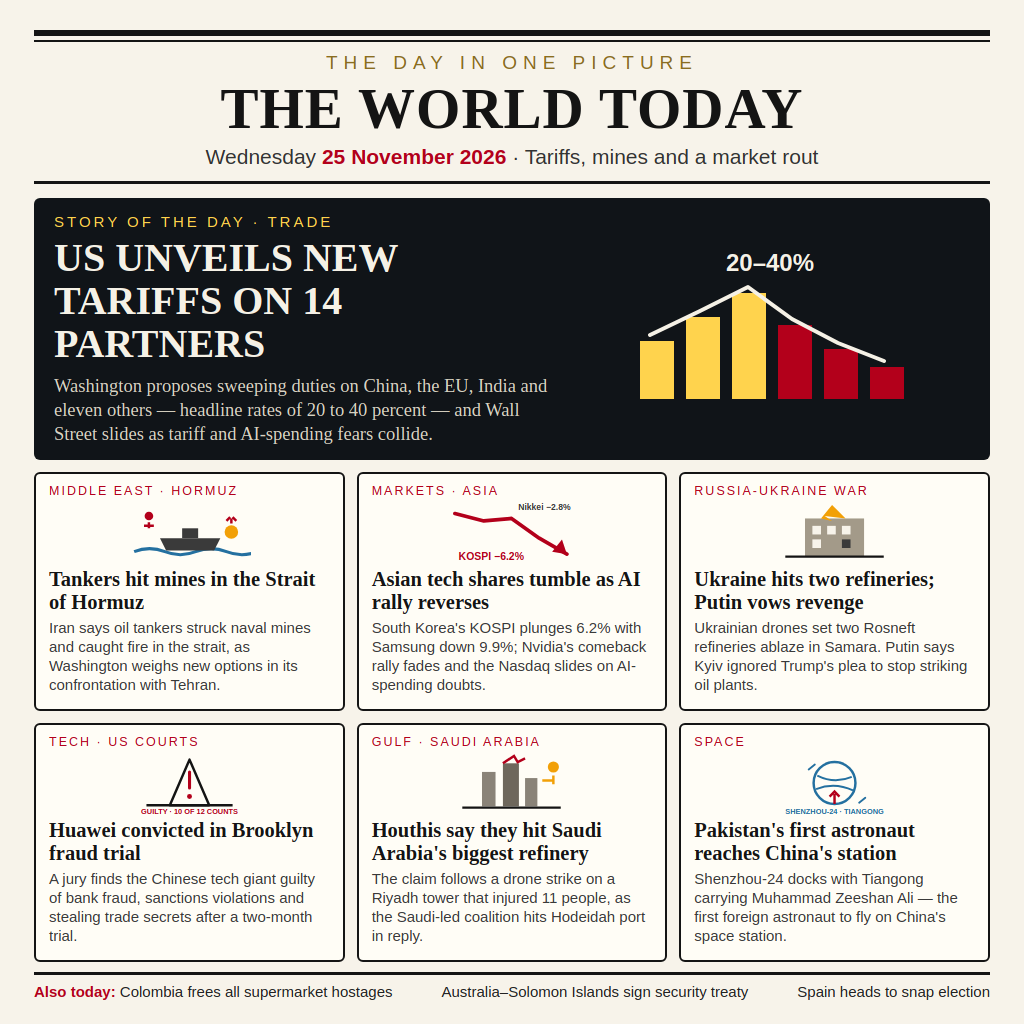 THE DAY IN ONE PICTURE
THE WORLD TODAY
Wednesday 25 November 2026 · Tariffs, mines and a market rout
STORY OF THE DAY · TRADE
US UNVEILS NEW
TARIFFS ON 14
PARTNERS
Washington proposes sweeping duties on China, the EU, India and
eleven others — headline rates of 20 to 40 percent — and Wall
Street slides as tariff and AI-spending fears collide.
20–40%
MIDDLE EAST · HORMUZ
Tankers hit mines in the Strait
of Hormuz
Iran says oil tankers struck naval mines
and caught fire in the strait, as
Washington weighs new options in its
confrontation with Tehran.
MARKETS · ASIA
Nikkei −2.8%
KOSPI −6.2%
Asian tech shares tumble as AI
rally reverses
South Korea's KOSPI plunges 6.2% with
Samsung down 9.9%; Nvidia's comeback
rally fades and the Nasdaq slides on AI-
spending doubts.
RUSSIA-UKRAINE WAR
Ukraine hits two refineries;
Putin vows revenge
Ukrainian drones set two Rosneft
refineries ablaze in Samara. Putin says
Kyiv ignored Trump's plea to stop striking
oil plants.
TECH · US COURTS
GUILTY · 10 OF 12 COUNTS
Huawei convicted in Brooklyn
fraud trial
A jury finds the Chinese tech giant guilty
of bank fraud, sanctions violations and
stealing trade secrets after a two-month
trial.
GULF · SAUDI ARABIA
Houthis say they hit Saudi
Arabia's biggest refinery
The claim follows a drone strike on a
Riyadh tower that injured 11 people, as
the Saudi-led coalition hits Hodeidah port
in reply.
SPACE
SHENZHOU-24 · TIANGONG
Pakistan's first astronaut
reaches China's station
Shenzhou-24 docks with Tiangong
carrying Muhammad Zeeshan Ali — the
first foreign astronaut to fly on China's
space station.
Also today: Colombia frees all supermarket hostages
Australia–Solomon Islands sign security treaty
Spain heads to snap election